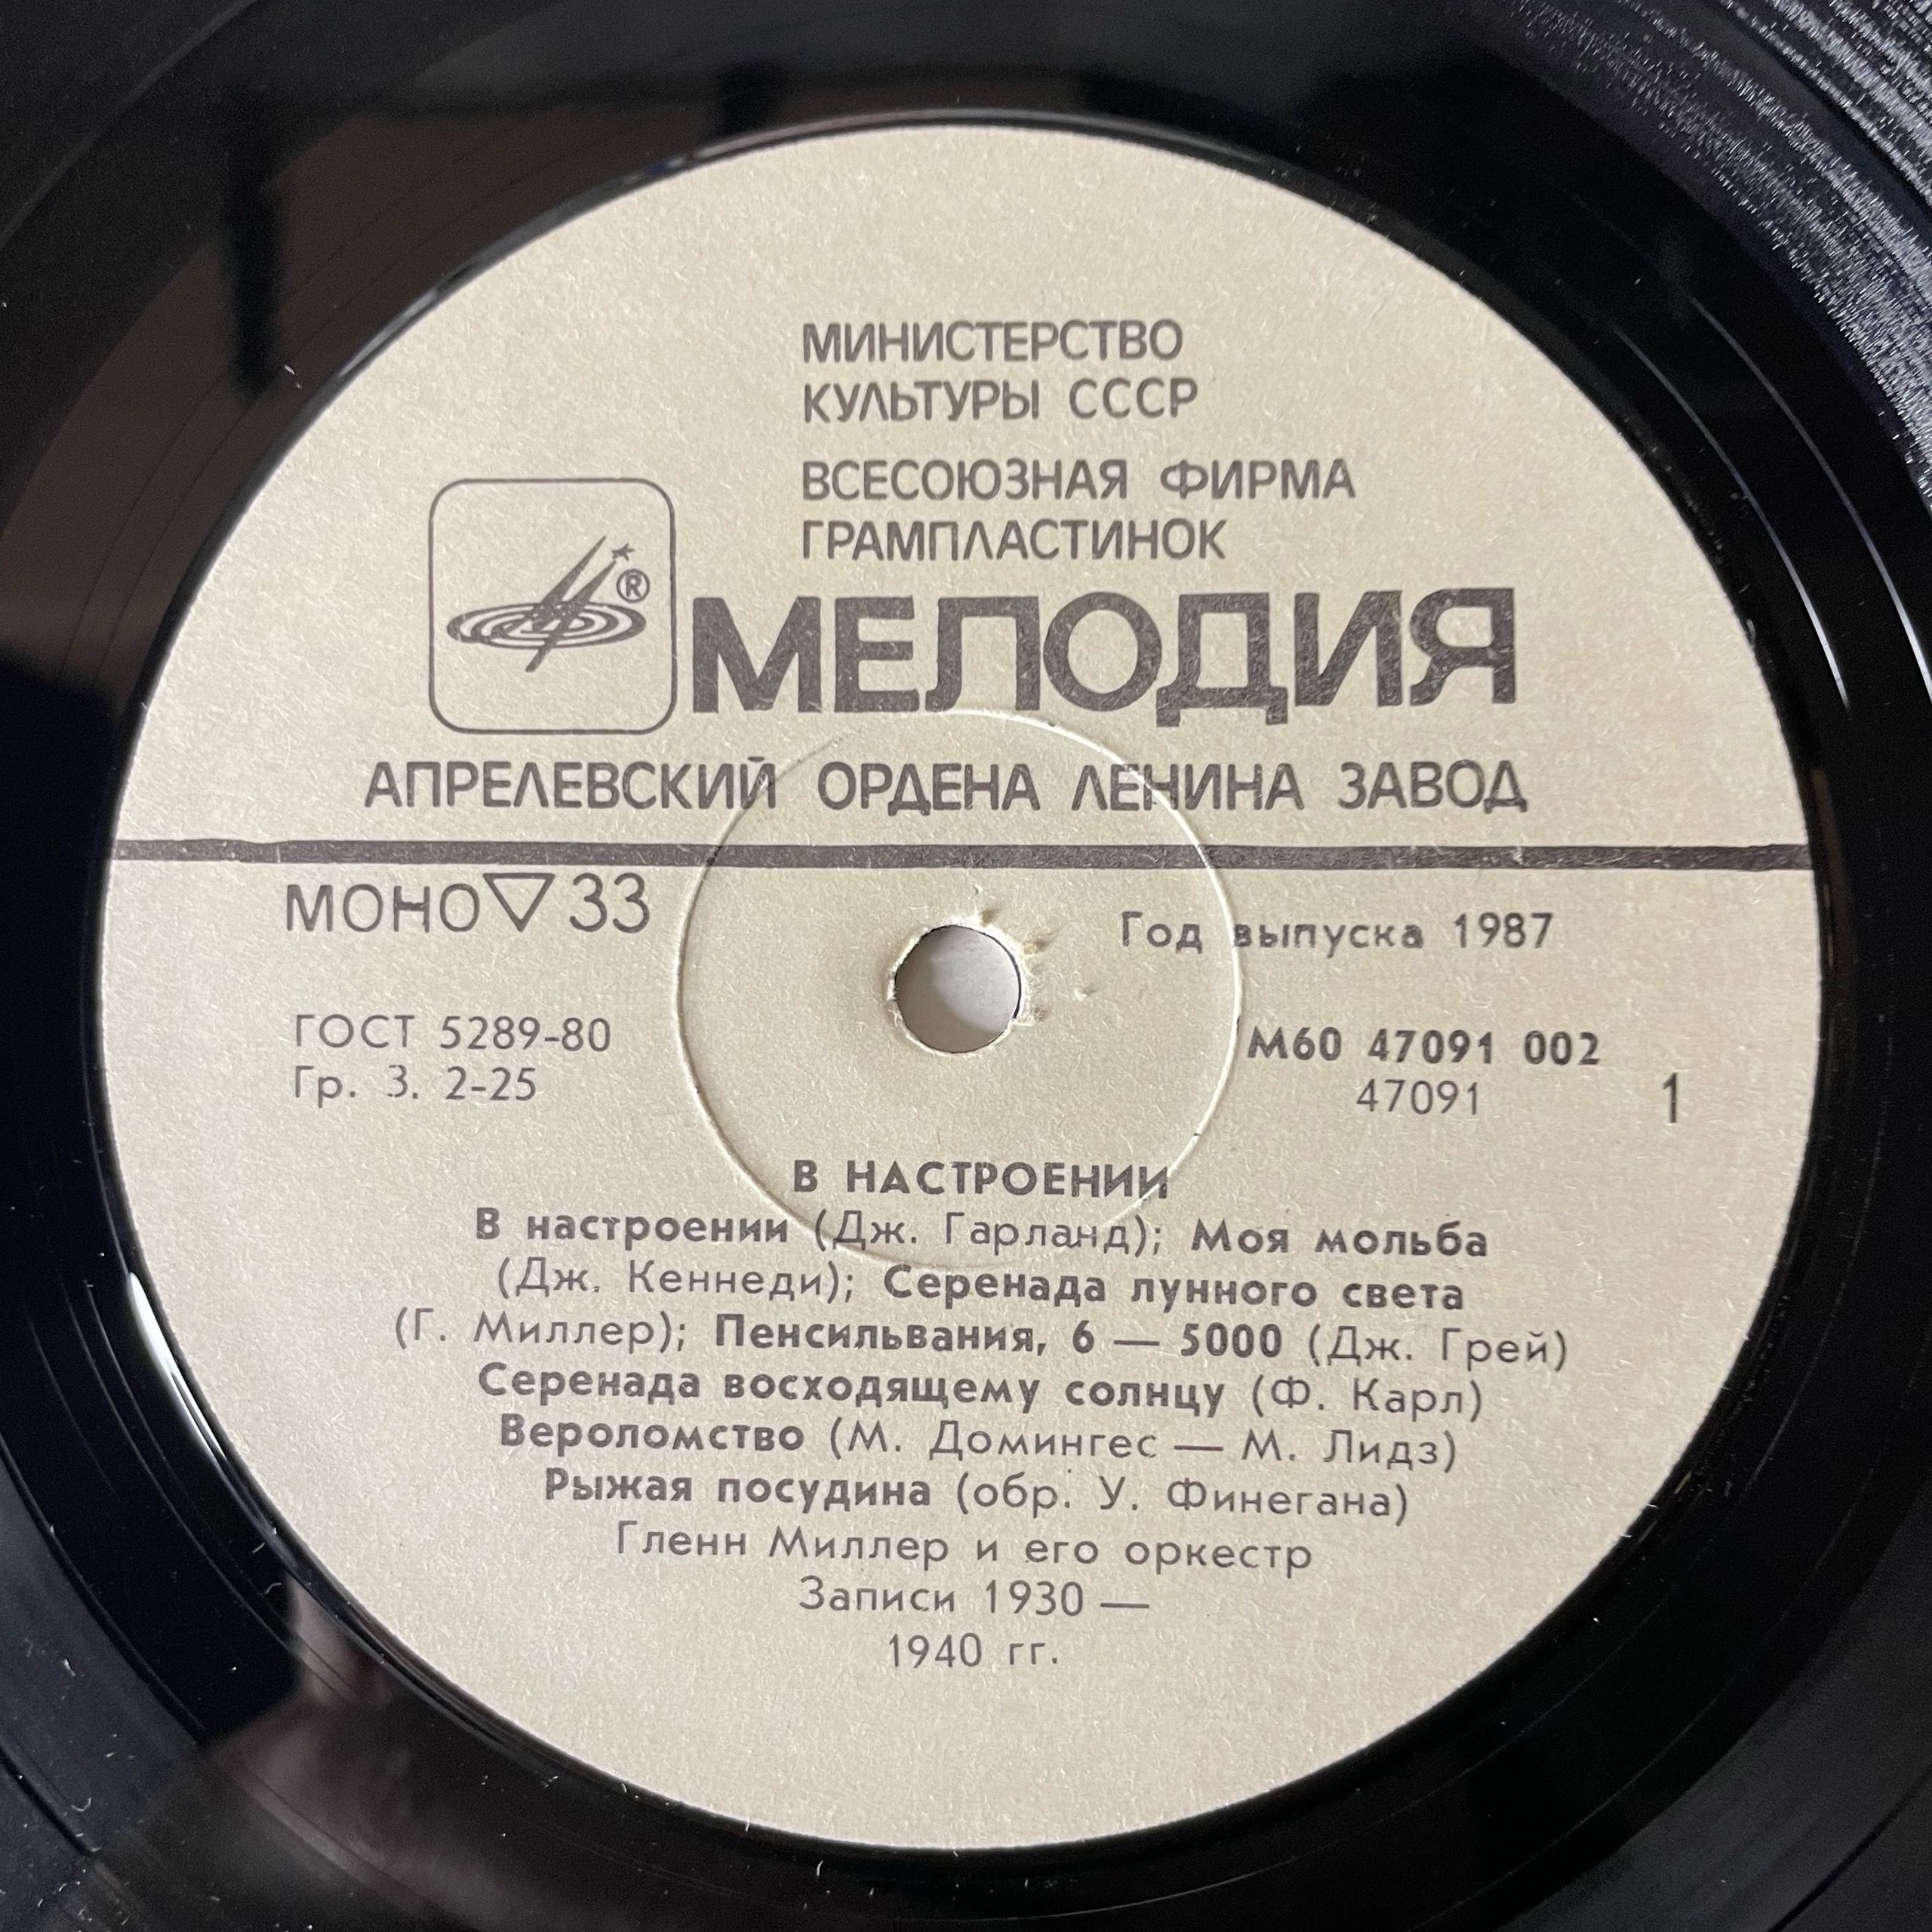 МИНИСТЕРСТВО
КУЛЬТУРЫ СССР
ВСЕСОЮЗНАЯ ФИРМА
ГРАМПЛАСТИНОК
®
МЕЛОДИЯ
АПРЕЛЕВСКИЙ ОРДЕНА ЛЕНИНА ЗАВОД
МОНО ▽ 33
Год выпуска 1987
ГОСТ 5289-80
Гр. 3. 2-25
М60 47091 002
47091
1
В НАСТРОЕНИИ
В настроении (Дж. Гарланд); Моя мольба
(Дж. Кеннеди); Серенада лунного света
(Г. Миллер); Пенсильвания, 6 — 5000 (Дж. Грей)
Серенада восходящему солнцу (Ф. Карл)
Вероломство (М. Домингес — М. Лидз)
Рыжая посудина (обр. У. Финегана)
Гленн Миллер и его оркестр
Записи 1930 —
1940 гг.